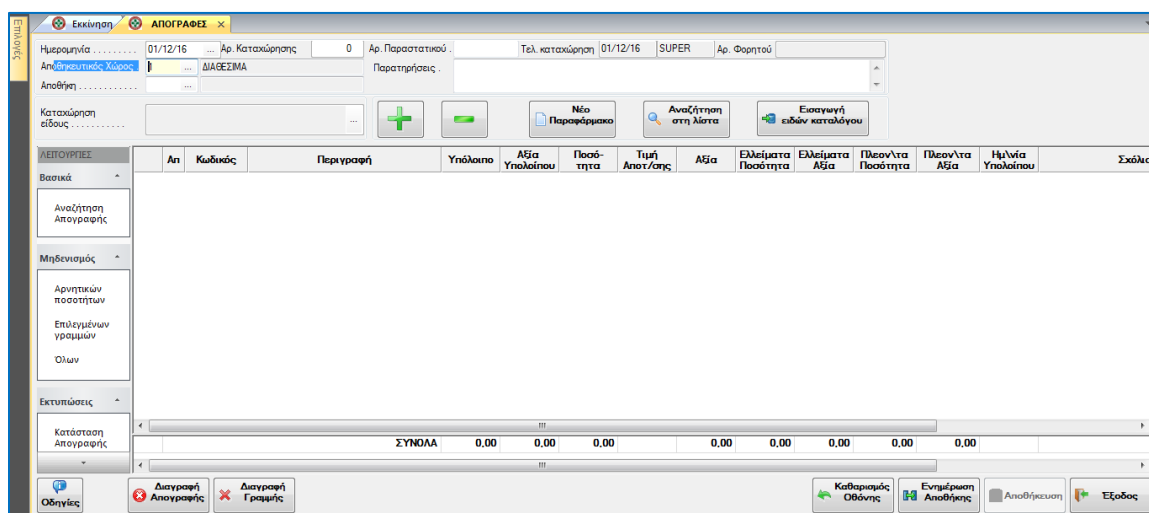 Επιλογές
Εκκίνηση ΑΠΟΓΡΑΦΕΣ
Ημερομηνία . . . . . . . . 01/12/16 ... Αρ. Καταχώρησης 0 Αρ. Παραστατικού . Τελ. καταχώρηση 01/12/16 SUPER Αρ. Φορητού
Αποθηκευτικός Χώρος . 1 ... ΔΙΑΘΕΣΙΜΑ Παρατηρήσεις .
Αποθήκη . . . . . . . . . . . . ...
Καταχώρηση
είδους . . . . . . . . . . . ...
Νέο
Παραφάρμακο
Αναζήτηση
στη λίστα
Εισαγωγή
ειδών καταλόγου
ΛΕΙΤΟΥΡΓΙΕΣ
Απ Κωδικός Περιγραφή Υπόλοιπο Αξία Υπολοίπου Ποσό-τητα Τιμή Αποτ/σης Αξία Ελλείματα Ποσότητα Ελλείματα Αξία Πλεον\τα Ποσότητα Πλεον\τα Αξία Ημ\νία Υπολοίπου Σχόλιο
Βασικά
Αναζήτηση
Απογραφής
Μηδενισμός
Αρνητικών
ποσοτήτων
Επιλεγμένων
γραμμών
Όλων
Εκτυπώσεις
Κατάσταση
Απογραφής
ΣΥΝΟΛΑ 0,00 0,00 0,00 0,00 0,00 0,00 0,00 0,00
Οδηγίες
Διαγραφή
Απογραφής
Διαγραφή
Γραμμής
Καθαρισμός
Οθόνης
Ενημέρωση
Αποθήκης
Αποθήκευση
Έξοδος